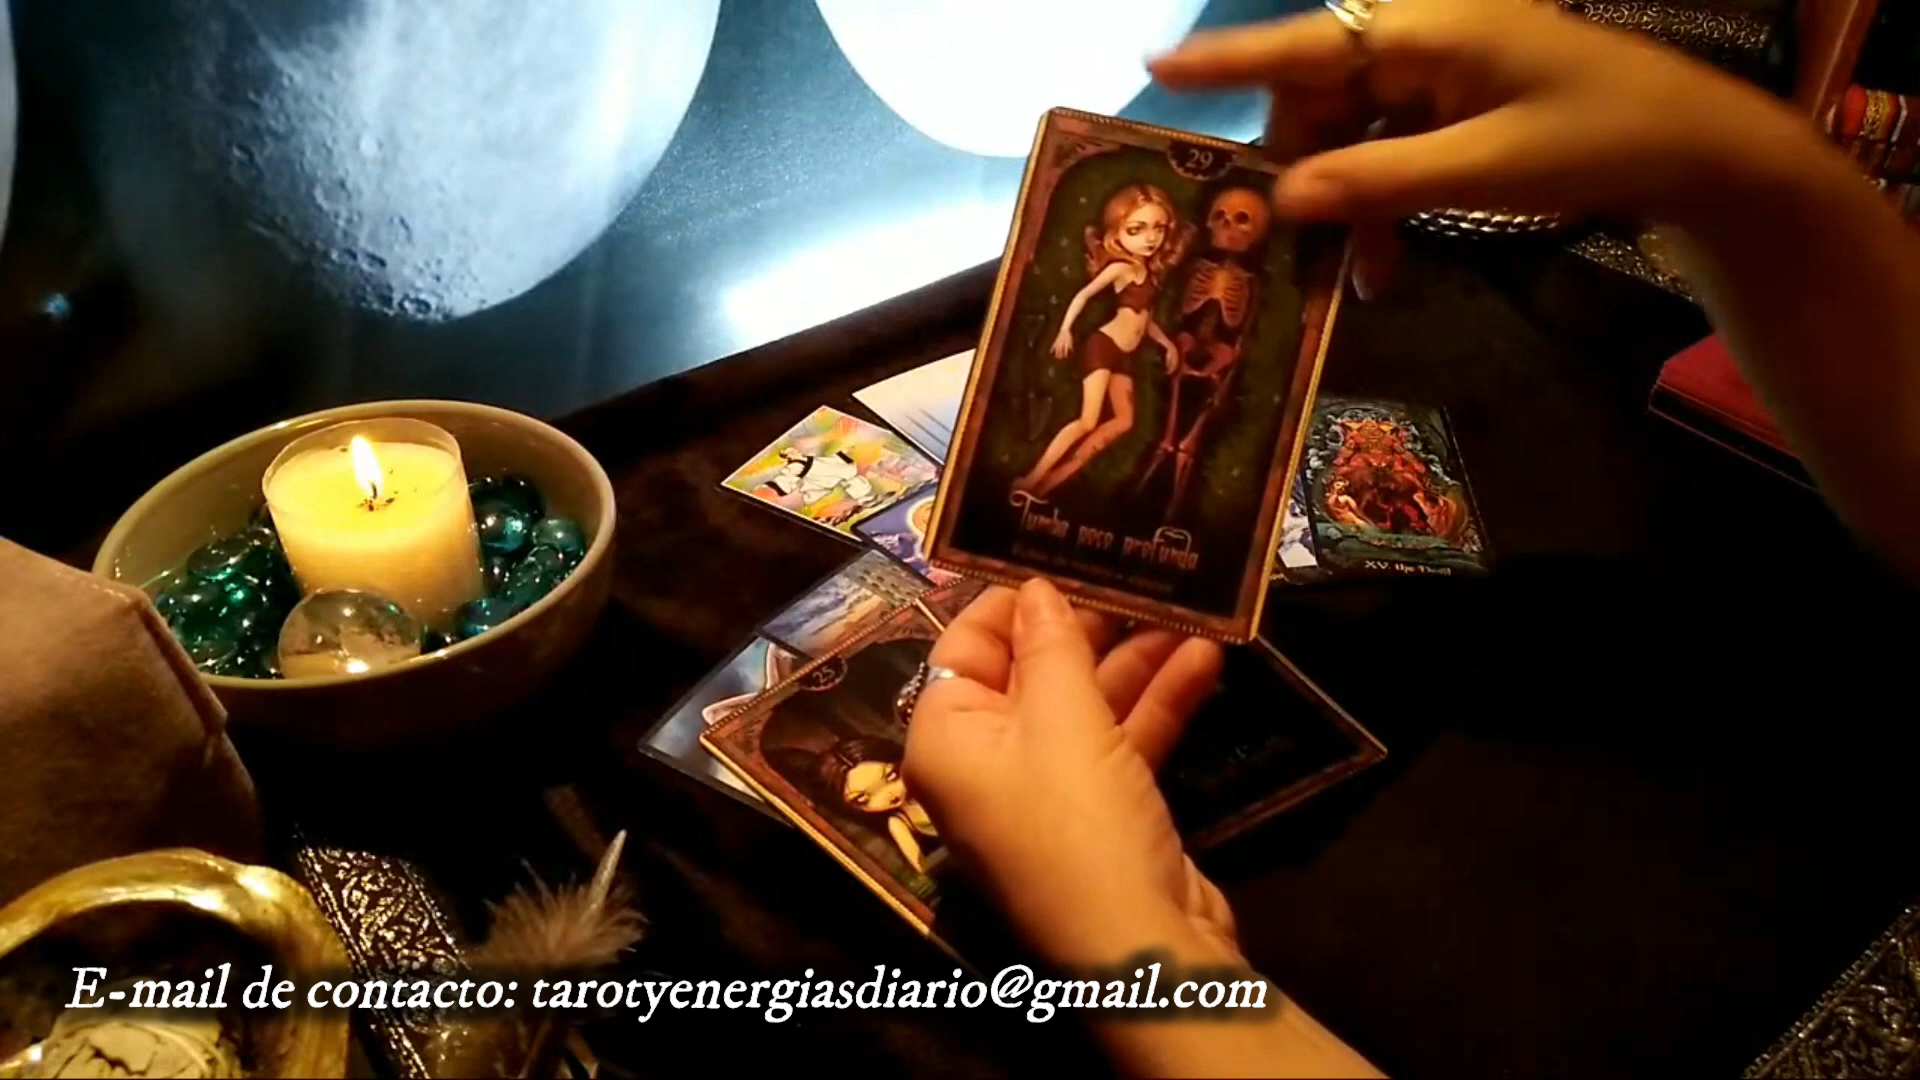 29
Tumba poco profunda
XV. the Devil
25
E-mail de contacto: tarotyenergiasdiario@gmail.com